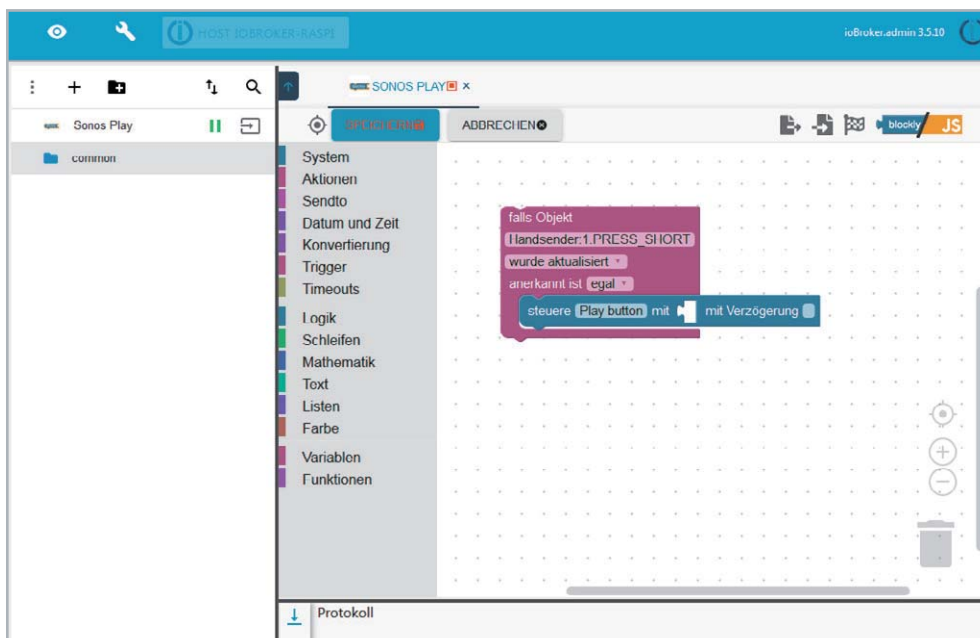 HOST IOBROKER-RASPI
ioBroker.admin 3.5.10
SONOS PLAY
Sonos Play
SPEICHERN
ABBRECHEN
blockly
JS
common
System
Aktionen
Sendto
Datum und Zeit
Konvertierung
Trigger
Timeouts
Logik
Schleifen
Mathematik
Text
Listen
Farbe
Variablen
Funktionen
falls Objekt
Handsender:1.PRESS_SHORT
wurde aktualisiert
anerkannt ist egal
steuere Play button mit mit Verzögerung
Protokoll